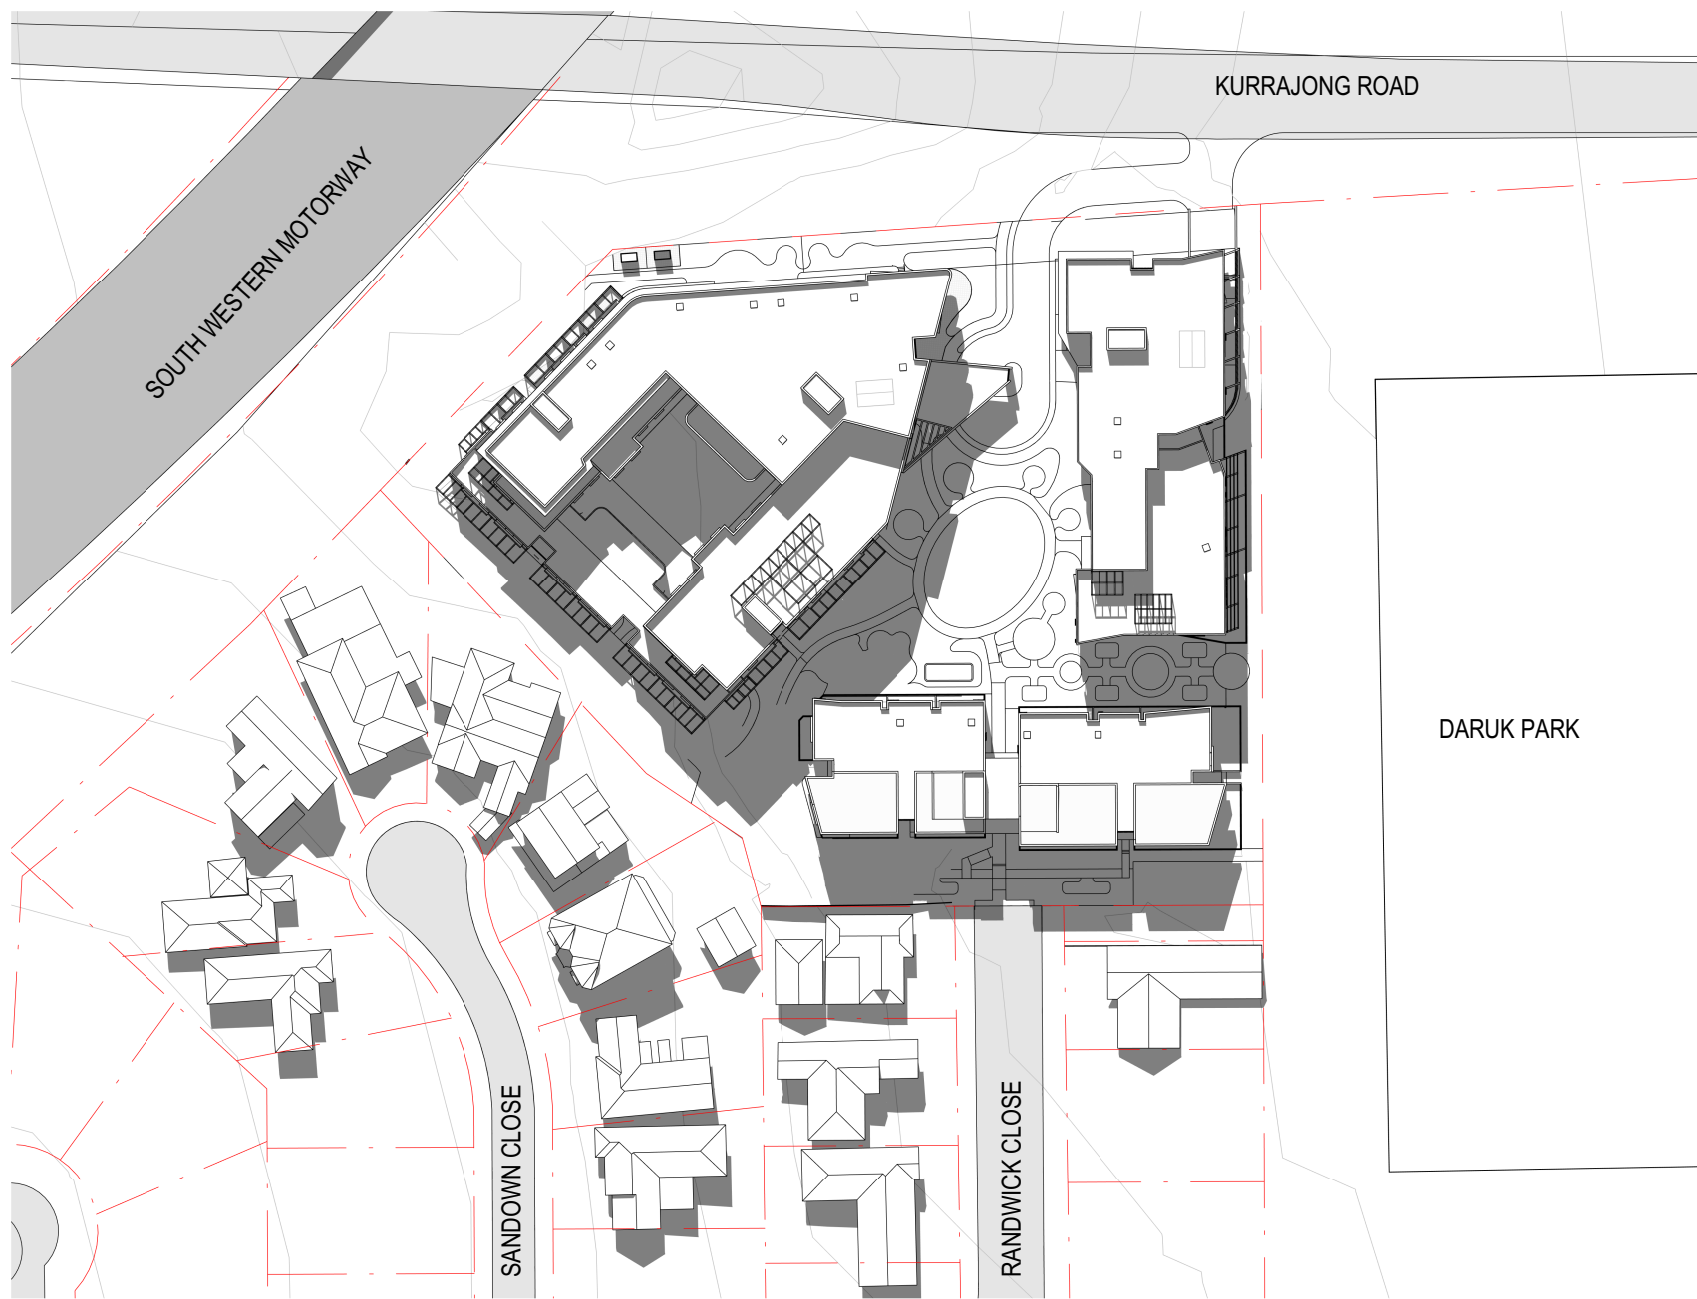 KURRAJONG ROAD
SOUTH WESTERN MOTORWAY
DARUK PARK
SANDOWN CLOSE
RANDWICK CLOSE